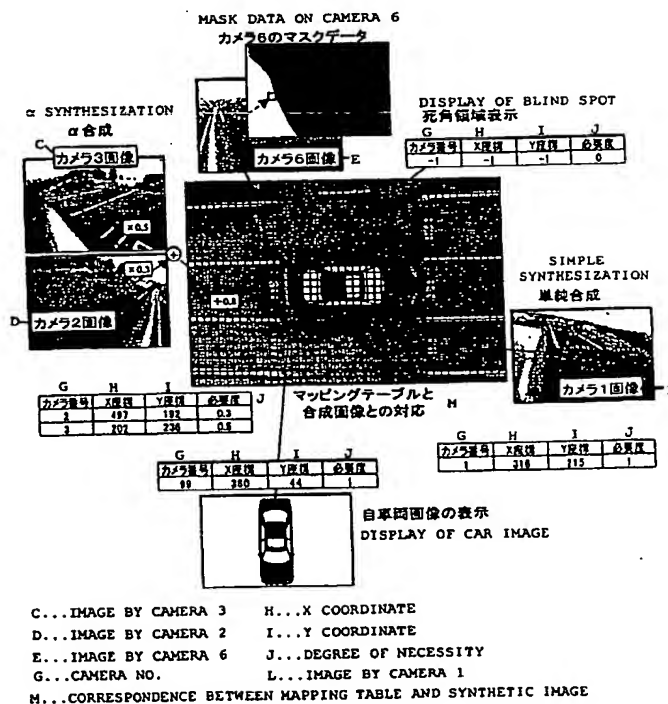 MASK DATA ON CAMERA 6
カメラ6のマスクデータ
α SYNTHESIZATION
α合成
C
カメラ3画像
×0.5
×0.3
D
カメラ2画像
カメラ6画像
E
DISPLAY OF BLIND SPOT
死角領域表示
G H I J
カメラ番号 X座標 Y座標 必要度
-1 -1 -1 0
÷0.8
SIMPLE
SYNTHESIZATION
単純合成
カメラ1画像
G H I J
カメラ番号 X座標 Y座標 必要度
2 497 192 0.3
3 202 236 0.5
マッピングテーブルと
合成画像との対応
M
G H I J
カメラ番号 X座標 Y座標 必要度
1 316 215 1
G H I J
カメラ番号 X座標 Y座標 必要度
99 380 44 1
自車両画像の表示
DISPLAY OF CAR IMAGE
C...IMAGE BY CAMERA 3
H...X COORDINATE
D...IMAGE BY CAMERA 2
I...Y COORDINATE
E...IMAGE BY CAMERA 6
J...DEGREE OF NECESSITY
G...CAMERA NO.
L...IMAGE BY CAMERA 1
M...CORRESPONDENCE BETWEEN MAPPING TABLE AND SYNTHETIC IMAGE